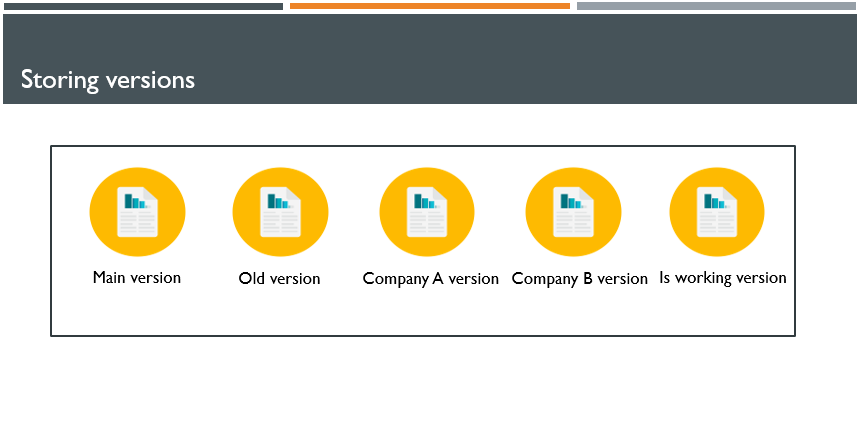 Storing versions
Main version
Old version
Company A version
Company B version
Is working version